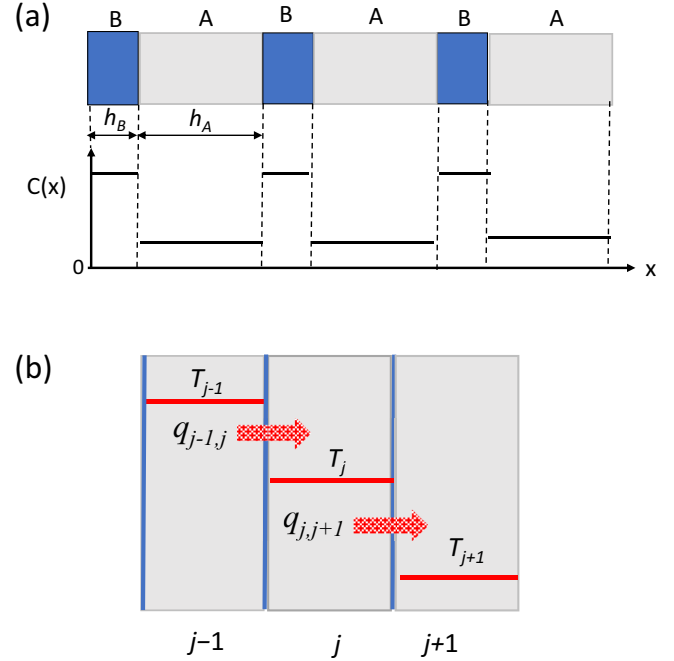 (a)
B A B A B A
h_B h_A
C(x)
0 x
(b)
T_{j-1}
q_{j-1,j}
T_j
q_{j,j+1}
T_{j+1}
j−1 j j+1